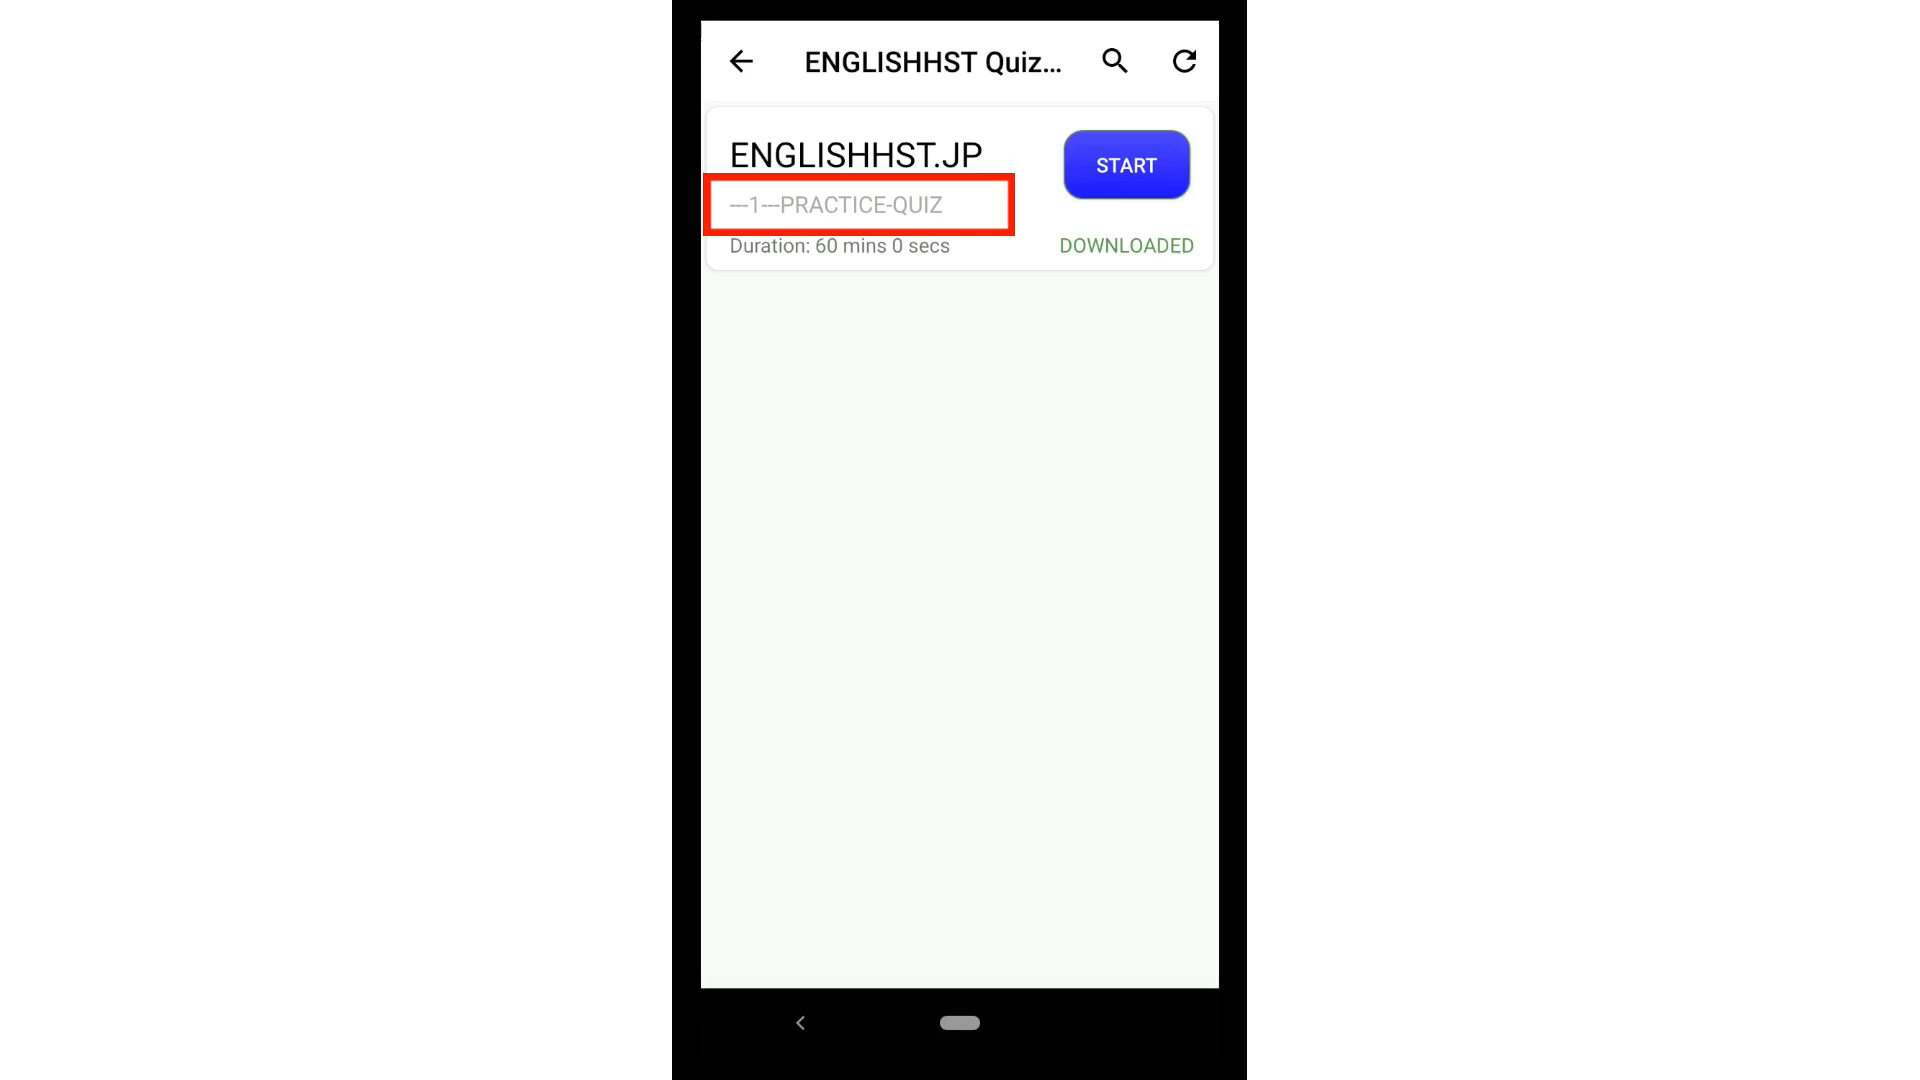 ENGLISHHST Quiz...
ENGLISHHST.JP
START
---1---PRACTICE-QUIZ
Duration: 60 mins 0 secs
DOWNLOADED